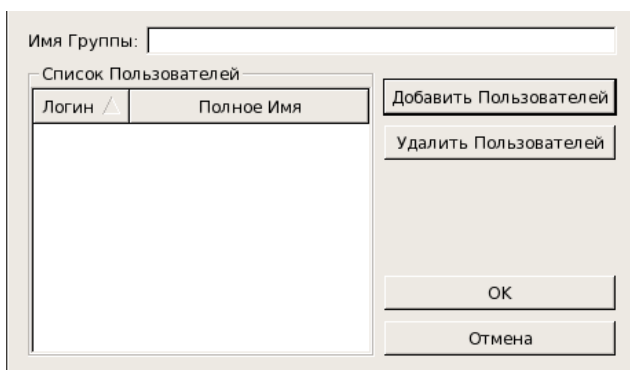 Имя Группы:
Список Пользователей
Логин Полное Имя
Добавить Пользователей
Удалить Пользователей
OK
Отмена